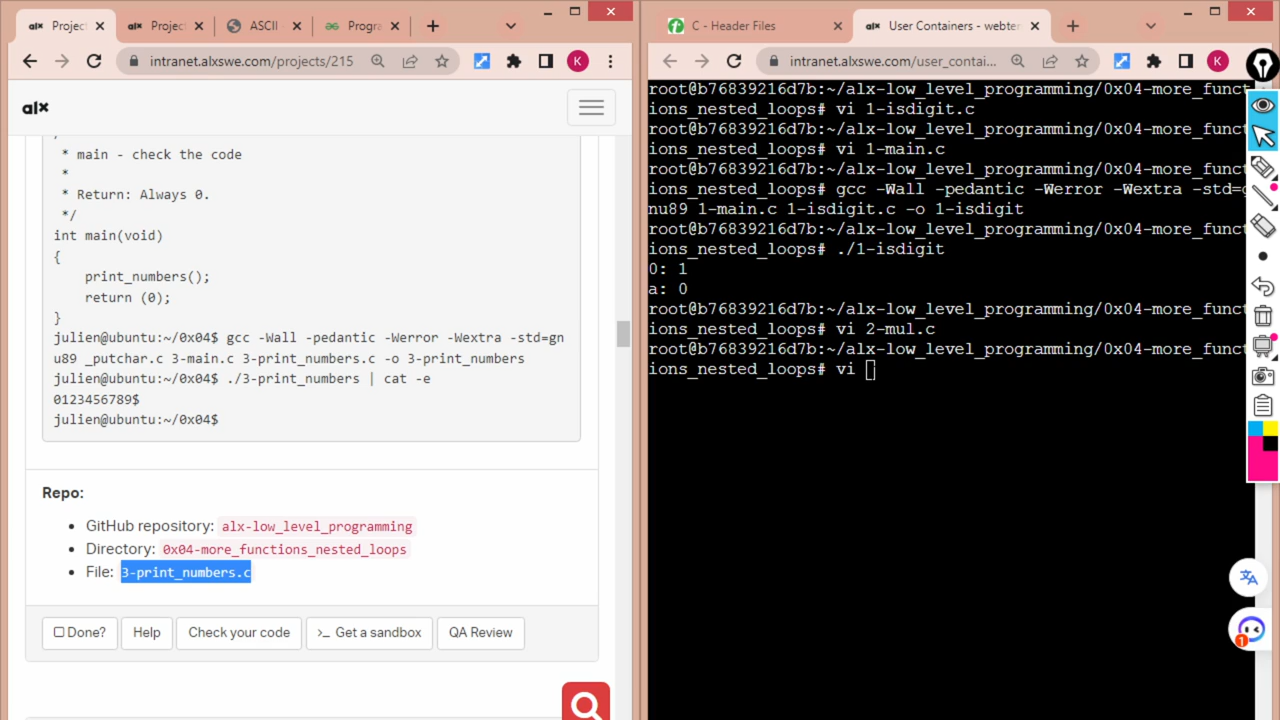 Projec
Projec
ASCII
Progra
intranet.alxswe.com/projects/215
K
alx
* main - check the code
*
* Return: Always 0.
*/
int main(void)
{
print_numbers();
return (0);
}
julien@ubuntu:~/0x04$ gcc -Wall -pedantic -Werror -Wextra -std=gn
u89 _putchar.c 3-main.c 3-print_numbers.c -o 3-print_numbers
julien@ubuntu:~/0x04$ ./3-print_numbers | cat -e
0123456789$
julien@ubuntu:~/0x04$
Repo:
GitHub repository: alx-low_level_programming
Directory: 0x04-more_functions_nested_loops
File: 3-print_numbers.c
Done?
Help
Check your code
>_ Get a sandbox
QA Review
C - Header Files
alx User Containers - webter
intranet.alxswe.com/user_contai...
K
root@b76839216d7b:~/alx-low_level_programming/0x04-more_funct
ions_nested_loops# vi 1-isdigit.c
root@b76839216d7b:~/alx-low_level_programming/0x04-more_funct
ions_nested_loops# vi 1-main.c
root@b76839216d7b:~/alx-low_level_programming/0x04-more_funct
ions_nested_loops# gcc -Wall -pedantic -Werror -Wextra -std=g
nu89 1-main.c 1-isdigit.c -o 1-isdigit
root@b76839216d7b:~/alx-low_level_programming/0x04-more_funct
ions_nested_loops# ./1-isdigit
0: 1
a: 0
root@b76839216d7b:~/alx-low_level_programming/0x04-more_funct
ions_nested_loops# vi 2-mul.c
root@b76839216d7b:~/alx-low_level_programming/0x04-more_funct
ions_nested_loops# vi
1